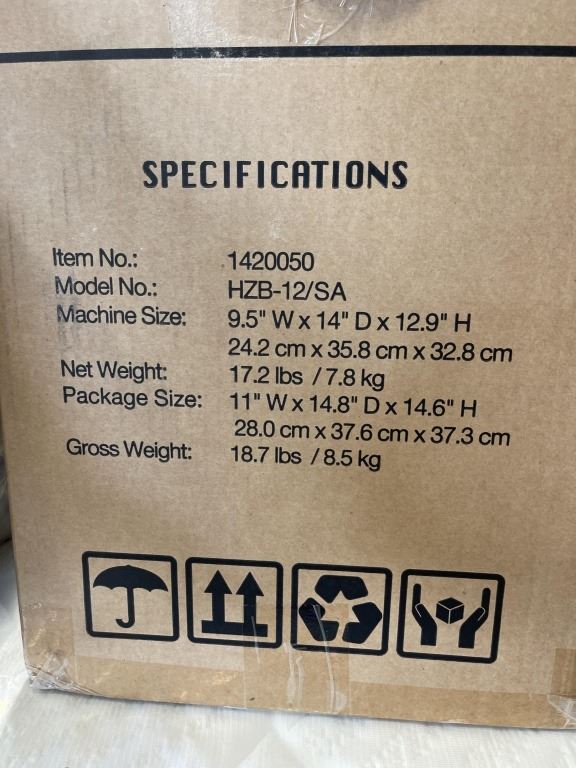 SPECIFICATIONS
Item No.: 1420050
Model No.: HZB-12/SA
Machine Size: 9.5" W x 14" D x 12.9" H
24.2 cm x 35.8 cm x 32.8 cm
Net Weight: 17.2 lbs / 7.8 kg
Package Size: 11" W x 14.8" D x 14.6" H
28.0 cm x 37.6 cm x 37.3 cm
Gross Weight: 18.7 lbs / 8.5 kg